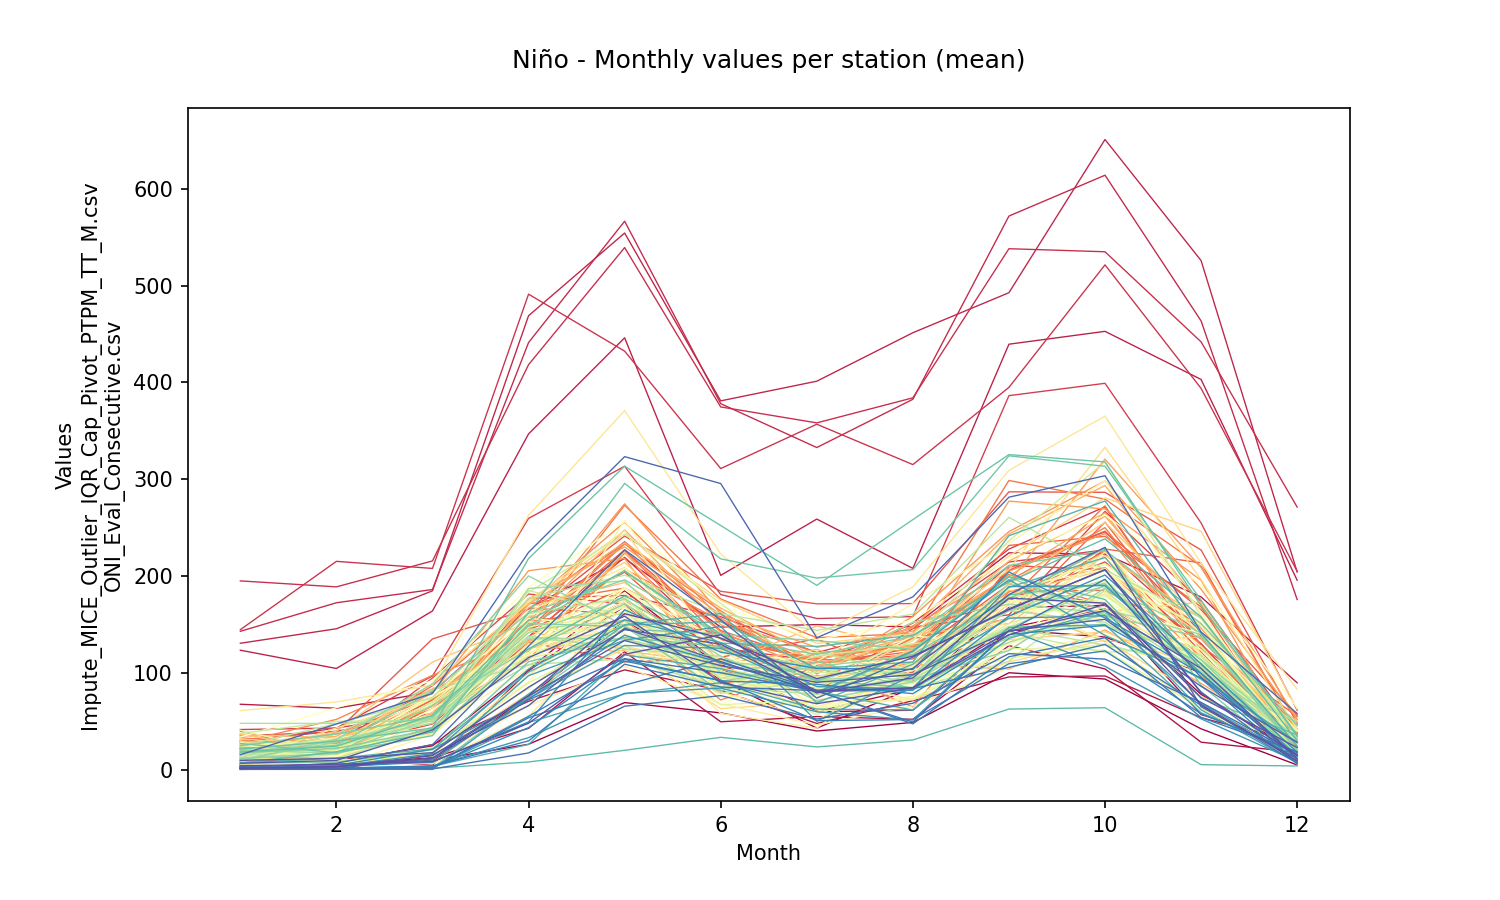 Niño - Monthly values per station (mean)
Values
Impute_MICE_Outlier_IQR_Cap_Pivot_PTPM_TT_M.csv
ONI_Eval_Consecutive.csv
600
500
400
300
200
100
0
2 4 6 8 10 12
Month